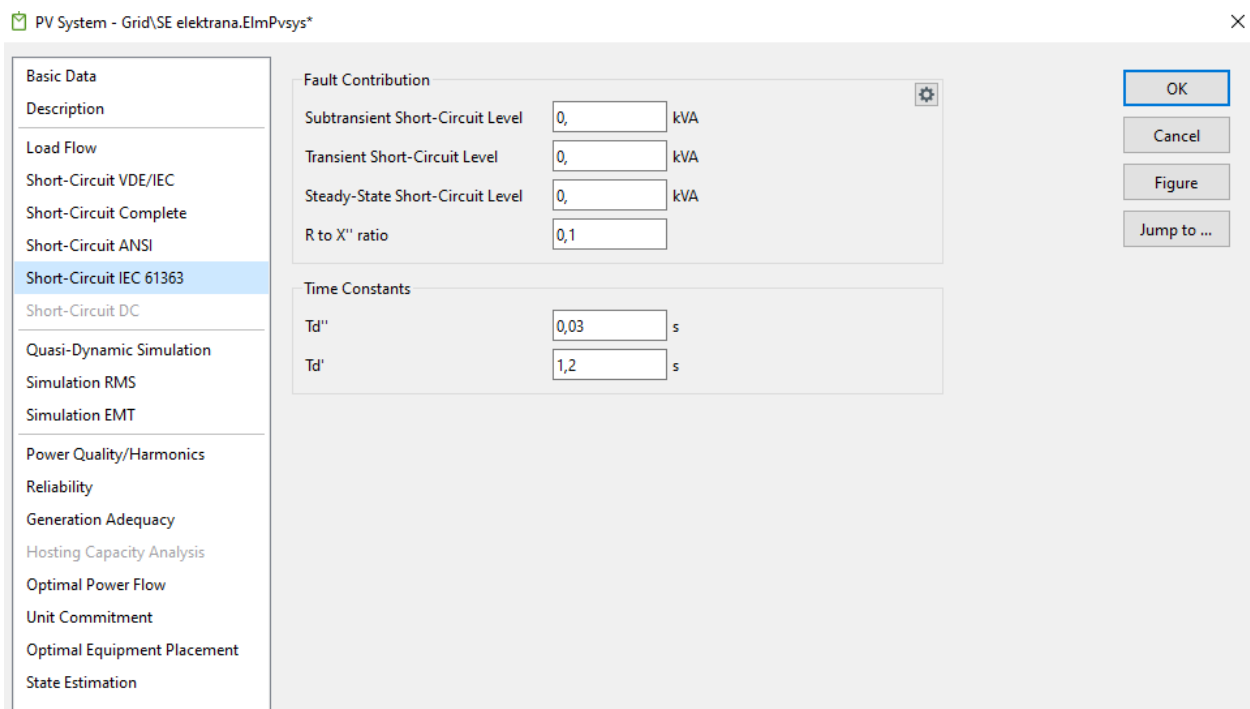 PV System - Grid\SE elektrana.ElmPvsys*
Basic Data
Description
Load Flow
Short-Circuit VDE/IEC
Short-Circuit Complete
Short-Circuit ANSI
Short-Circuit IEC 61363
Short-Circuit DC
Quasi-Dynamic Simulation
Simulation RMS
Simulation EMT
Power Quality/Harmonics
Reliability
Generation Adequacy
Hosting Capacity Analysis
Optimal Power Flow
Unit Commitment
Optimal Equipment Placement
State Estimation
Fault Contribution
Subtransient Short-Circuit Level 0, kVA
Transient Short-Circuit Level 0, kVA
Steady-State Short-Circuit Level 0, kVA
R to X'' ratio 0,1
Time Constants
Td'' 0,03 s
Td' 1,2 s
OK
Cancel
Figure
Jump to ...